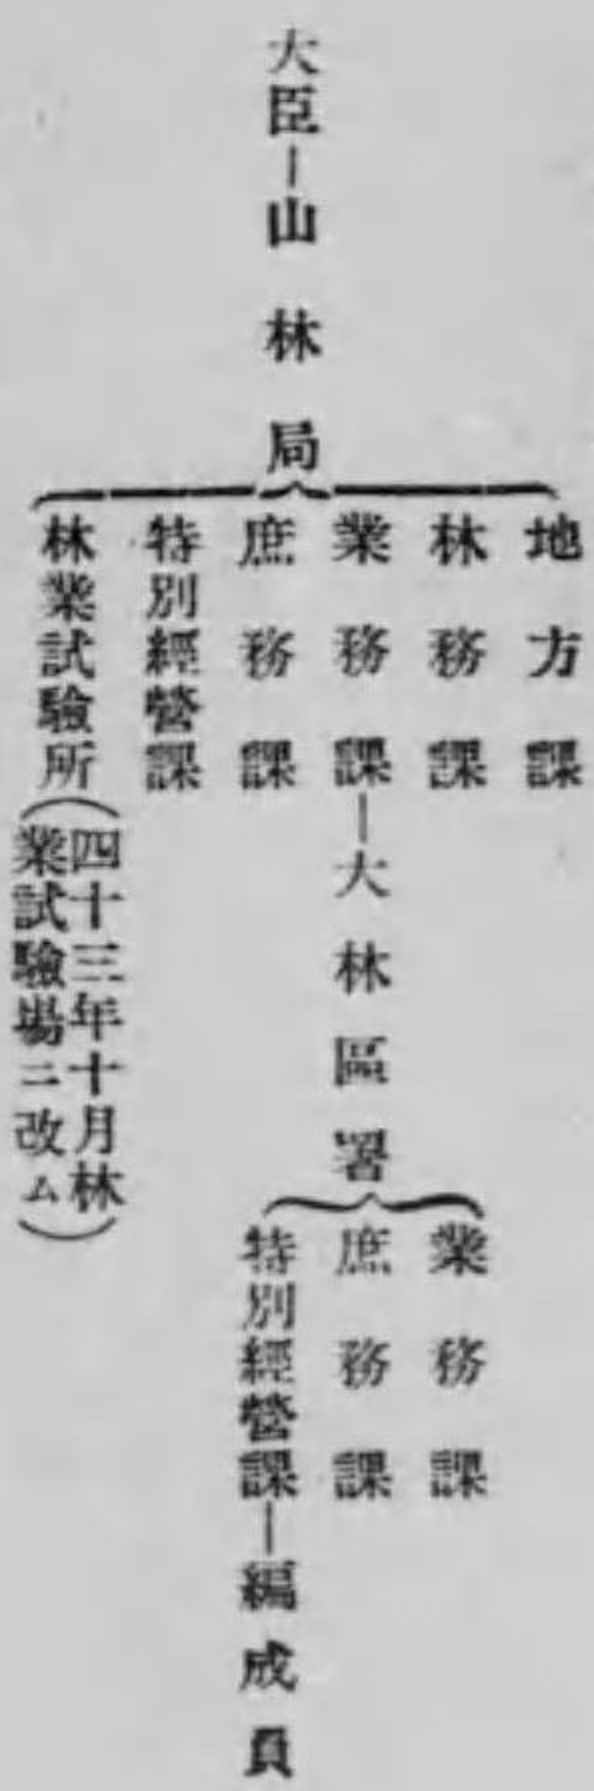 大臣―山林局
地方課
林務課
業務課―大林區署
業務課
庶務課
特別經營課―編成員
庶務課
特別經營課
林業試驗所(四十三年十月林
業試驗場ニ改ム)